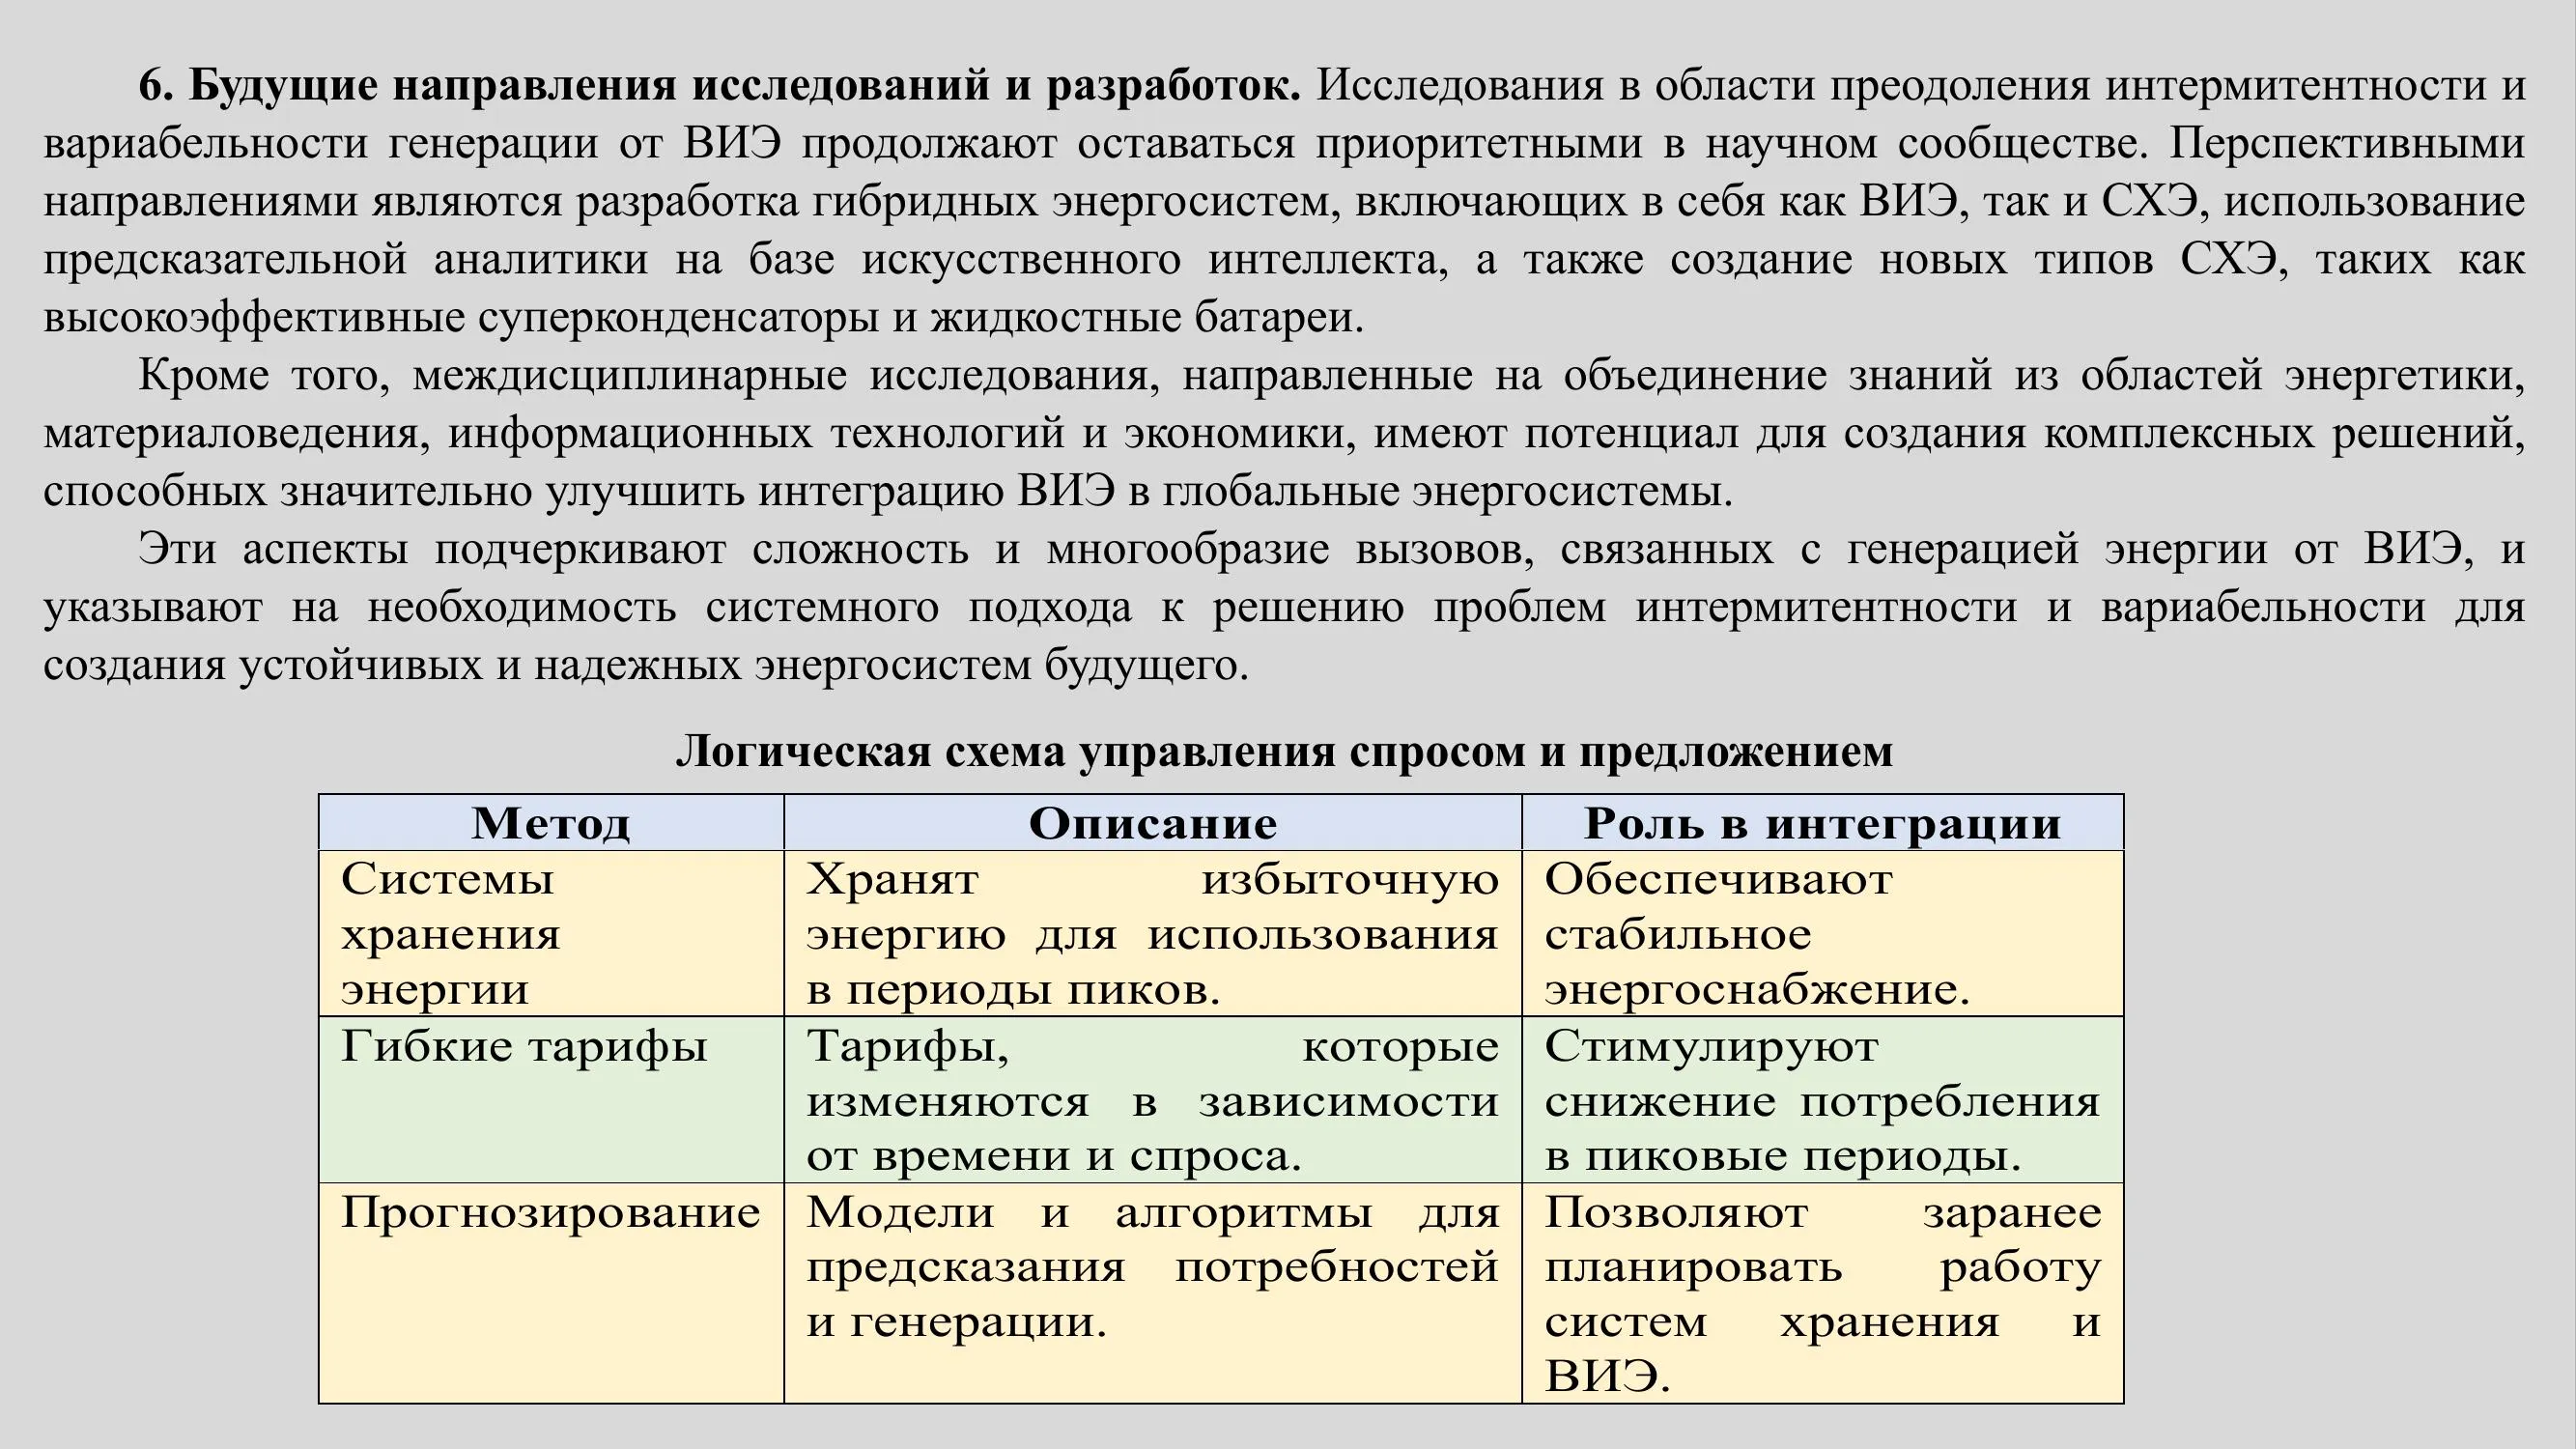 6. Будущие направления исследований и разработок. Исследования в области преодоления интермитентности и
вариабельности генерации от ВИЭ продолжают оставаться приоритетными в научном сообществе. Перспективными
направлениями являются разработка гибридных энергосистем, включающих в себя как ВИЭ, так и СХЭ, использование
предсказательной аналитики на базе искусственного интеллекта, а также создание новых типов СХЭ, таких как
высокоэффективные суперконденсаторы и жидкостные батареи.
Кроме того, междисциплинарные исследования, направленные на объединение знаний из областей энергетики,
материаловедения, информационных технологий и экономики, имеют потенциал для создания комплексных решений,
способных значительно улучшить интеграцию ВИЭ в глобальные энергосистемы.
Эти аспекты подчеркивают сложность и многообразие вызовов, связанных с генерацией энергии от ВИЭ, и
указывают на необходимость системного подхода к решению проблем интермитентности и вариабельности для
создания устойчивых и надежных энергосистем будущего.
Логическая схема управления спросом и предложением
Метод
Описание
Роль в интеграции
Системы
хранения
энергии
Хранят избыточную
энергию для использования
в периоды пиков.
Обеспечивают
стабильное
энергоснабжение.
Гибкие тарифы
Тарифы, которые
изменяются в зависимости
от времени и спроса.
Стимулируют
снижение потребления
в пиковые периоды.
Прогнозирование
Модели и алгоритмы для
предсказания потребностей
и генерации.
Позволяют заранее
планировать работу
систем хранения и
ВИЭ.